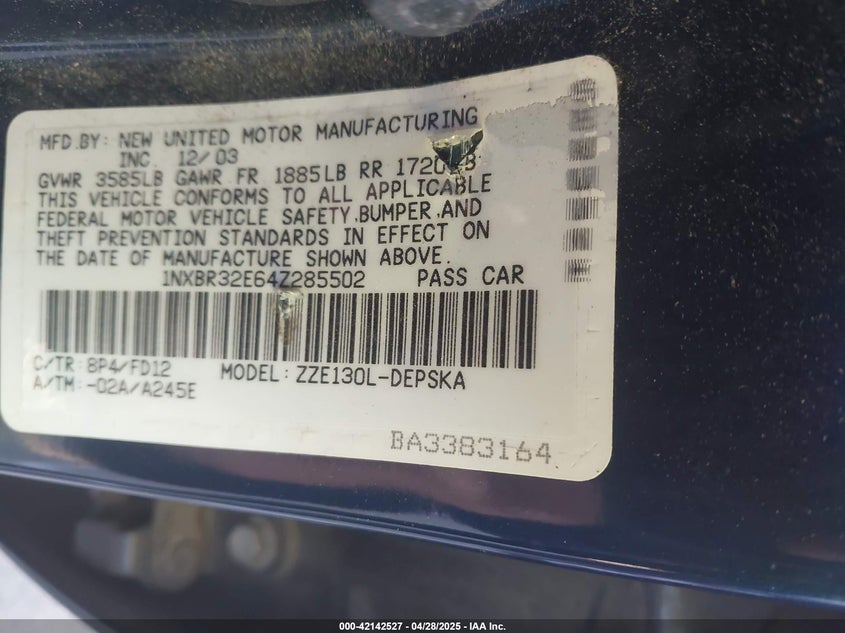 MFD.BY: NEW UNITED MOTOR MANUFACTURING
INC. 12/03
GVWR 3585LB GAWR FR 1885LB RR
THIS VEHICLE CONFORMS TO ALL APPLICABLE
FEDERAL MOTOR VEHICLE SAFETY,BUMPER,AND
THEFT PREVENTION STANDARDS IN EFFECT ON
THE DATE OF MANUFACTURE SHOWN ABOVE.
1NXBR32E64Z285502 PASS CAR
C/TR: 8P4/FD12
MODEL: ZZE130L-DEPSKA
A/TM: -02A/A245E
BA3383164
000-42142527 | 04/28/2025 | IAA Inc.